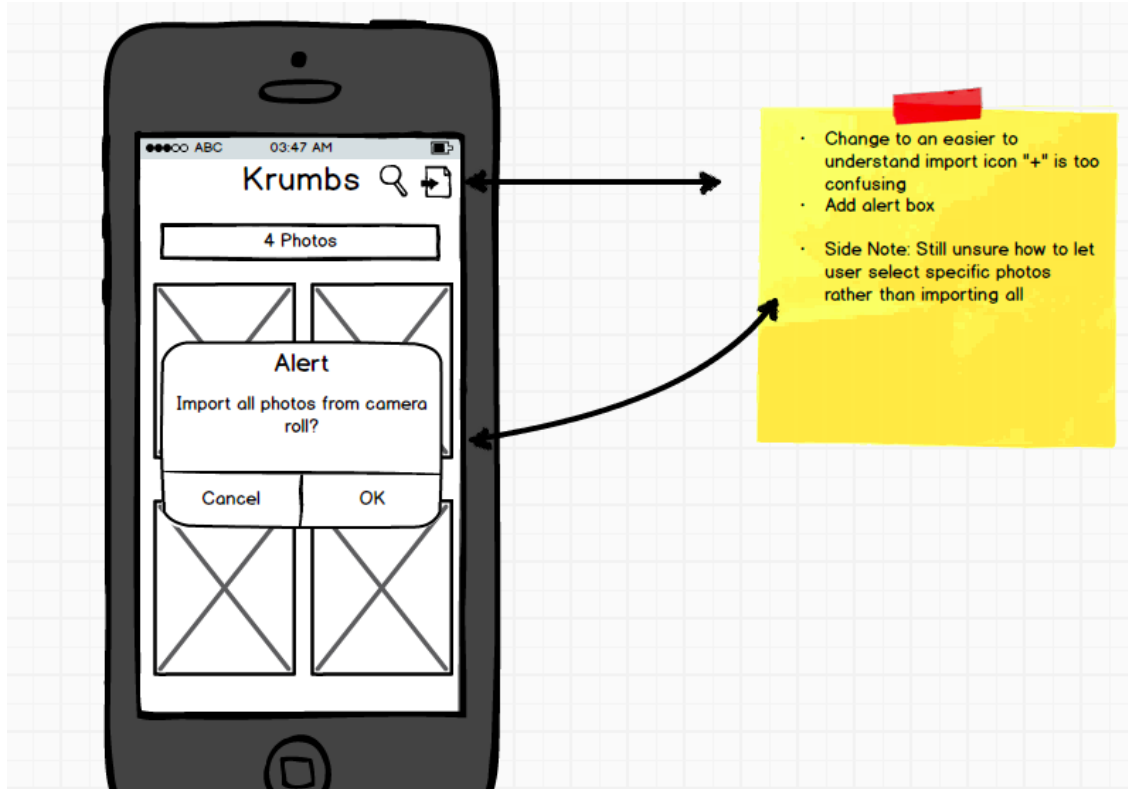 ABC 03:47 AM
Krumbs
4 Photos
Alert
Import all photos from camera
roll?
Cancel OK
· Change to an easier to
understand import icon "+" is too
confusing
· Add alert box
· Side Note: Still unsure how to let
user select specific photos
rather than importing all